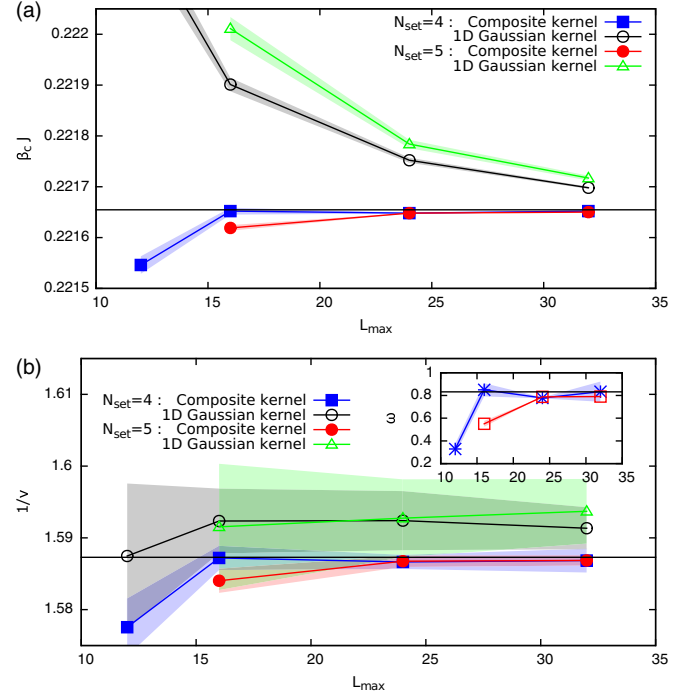 (a)
0.222
0.2219
0.2218
0.2217
0.2216
0.2215
β_c J
N_set=4 : Composite kernel
1D Gaussian kernel
N_set=5 : Composite kernel
1D Gaussian kernel
10 15 20 25 30 35
L_max
(b)
1.61
1.6
1.59
1.58
1/ν
N_set=4 : Composite kernel
1D Gaussian kernel
N_set=5 : Composite kernel
1D Gaussian kernel
1
0.8
0.6
0.4
0.2
ω
10 15 20 25 30 35
10 15 20 25 30 35
L_max